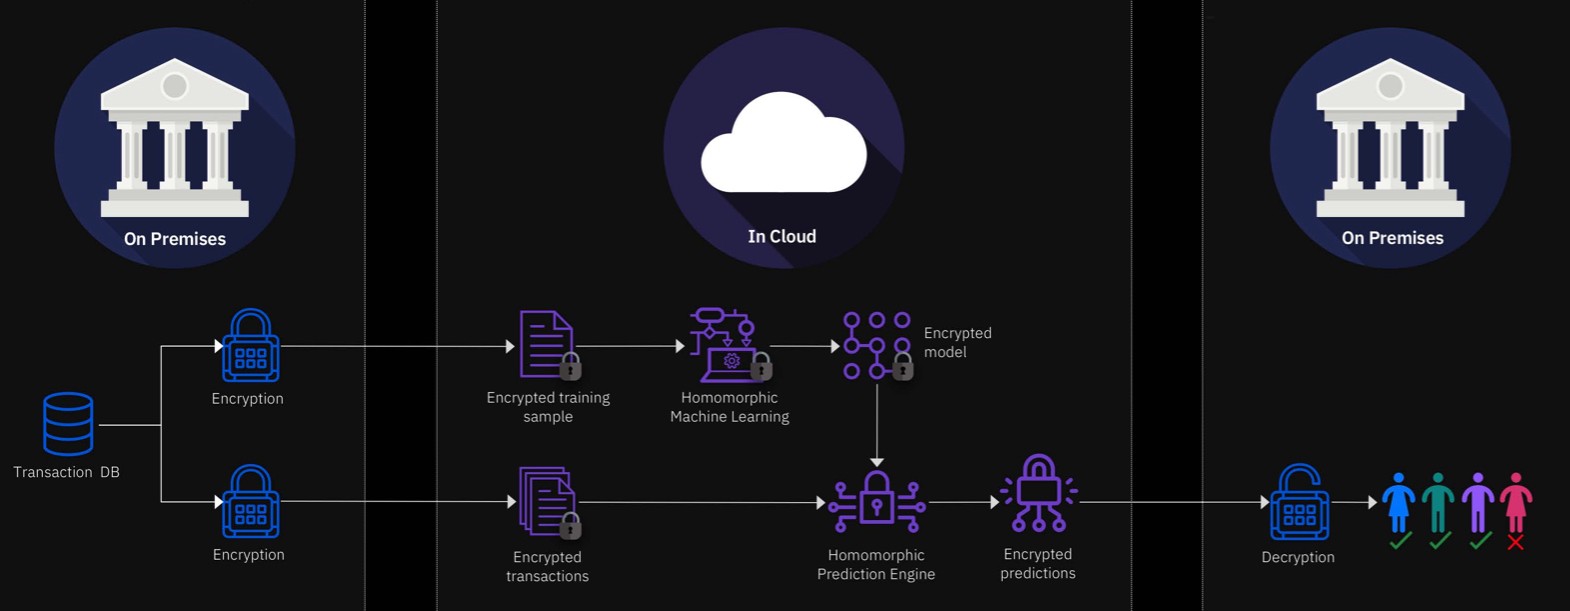 On Premises
In Cloud
On Premises
Encryption
Encrypted training
sample
Homomorphic
Machine Learning
Encrypted
model
Transaction DB
Encryption
Encrypted
transactions
Homomorphic
Prediction Engine
Encrypted
predictions
Decryption